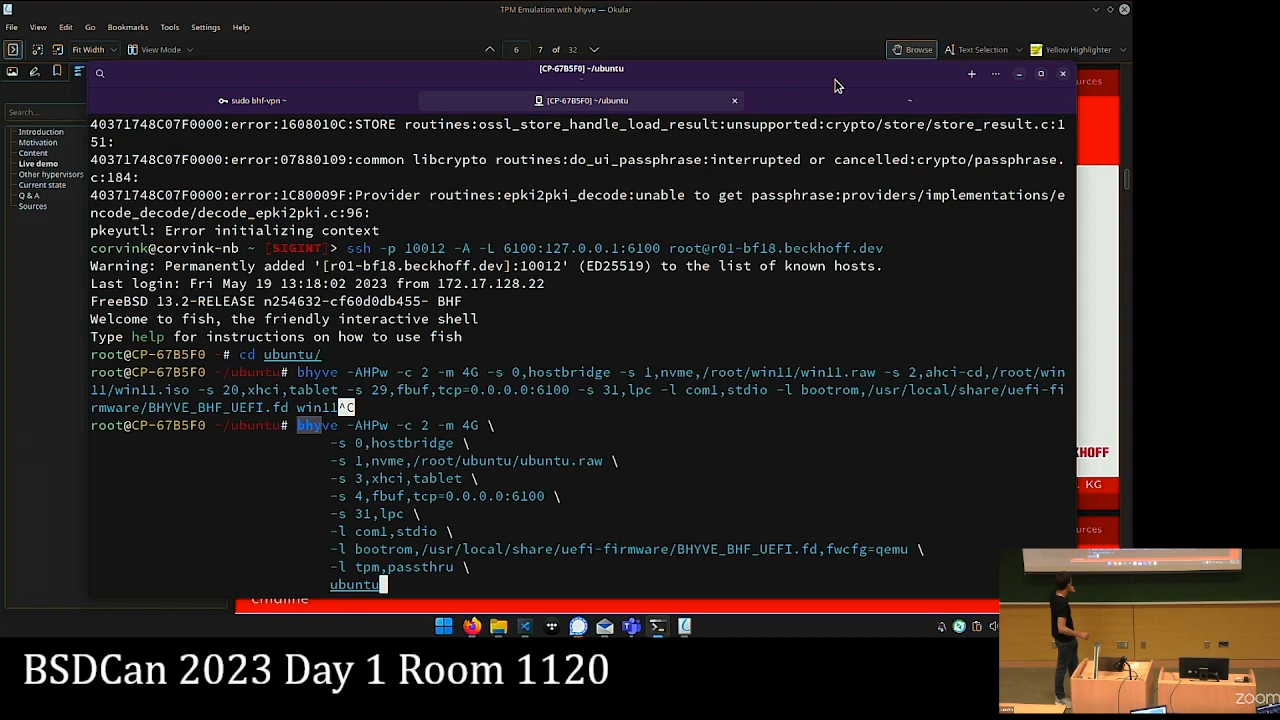 TPM Emulation with bhyve — Okular
File View Edit Go Bookmarks Tools Settings Help
Fit Width View Mode 6 7 of 32 Browse Text Selection Yellow Highlighter
[CP-67B5F0] ~/ubuntu
sudo bhf-vpn ~ [CP-67B5F0] ~/ubuntu ~
Search...
Introduction
Motivation
Content
Live demo
Other hypervisors
Current state
Q & A
Sources
40371748C07F0000:error:1608010C:STORE routines:ossl_store_handle_load_result:unsupported:crypto/store/store_result.c:1
51:
40371748C07F0000:error:07880109:common libcrypto routines:do_ui_passphrase:interrupted or cancelled:crypto/passphrase.
c:184:
40371748C07F0000:error:1C80009F:Provider routines:epki2pki_decode:unable to get passphrase:providers/implementations/e
ncode_decode/decode_epki2pki.c:96:
pkeyutl: Error initializing context
corvink@corvink-nb ~ [SIGINT]> ssh -p 10012 -A -L 6100:127.0.0.1:6100 root@r01-bf18.beckhoff.dev
Warning: Permanently added '[r01-bf18.beckhoff.dev]:10012' (ED25519) to the list of known hosts.
Last login: Fri May 19 13:18:02 2023 from 172.17.128.22
FreeBSD 13.2-RELEASE n254632-cf60d0db455- BHF
Welcome to fish, the friendly interactive shell
Type help for instructions on how to use fish
root@CP-67B5F0 ~# cd ubuntu/
root@CP-67B5F0 ~/ubuntu# bhyve -AHPw -c 2 -m 4G -s 0,hostbridge -s 1,nvme,/root/win11/win11.raw -s 2,ahci-cd,/root/win
11/win11.iso -s 20,xhci,tablet -s 29,fbuf,tcp=0.0.0.0:6100 -s 31,lpc -l com1,stdio -l bootrom,/usr/local/share/uefi-fi
rmware/BHYVE_BHF_UEFI.fd win11^C
root@CP-67B5F0 ~/ubuntu# bhyve -AHPw -c 2 -m 4G \
-s 0,hostbridge \
-s 1,nvme,/root/ubuntu/ubuntu.raw \
-s 3,xhci,tablet \
-s 4,fbuf,tcp=0.0.0.0:6100 \
-s 31,lpc \
-l com1,stdio \
-l bootrom,/usr/local/share/uefi-firmware/BHYVE_BHF_UEFI.fd,fwcfg=qemu \
-l tpm,passthru \
ubuntu
urces
KHOFF
. KG
urces
Cmdline
BSDCan 2023 Day 1 Room 1120
zoom